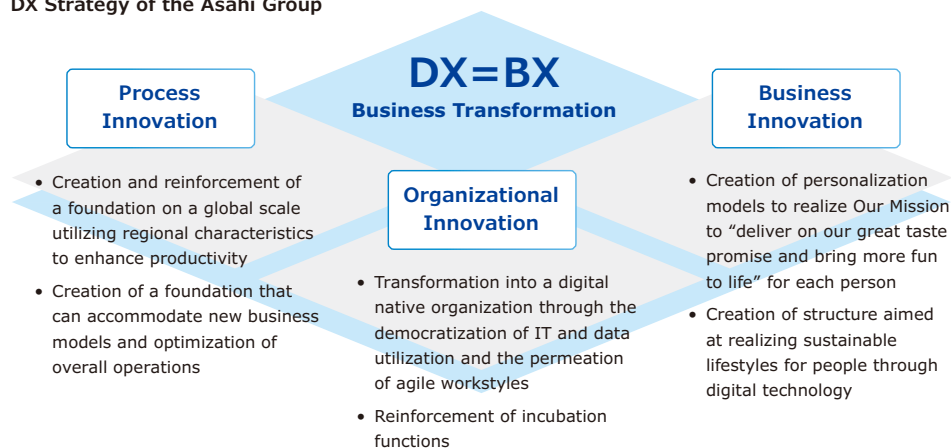 DX Strategy of the Asahi Group
DX=BX
Business Transformation
Process
Innovation
• Creation and reinforcement of
a foundation on a global scale
utilizing regional characteristics
to enhance productivity
• Creation of a foundation that
can accommodate new business
models and optimization of
overall operations
Organizational
Innovation
• Transformation into a digital
native organization through the
democratization of IT and data
utilization and the permeation
of agile workstyles
• Reinforcement of incubation
functions
Business
Innovation
• Creation of personalization
models to realize Our Mission
to “deliver on our great taste
promise and bring more fun
to life” for each person
• Creation of structure aimed
at realizing sustainable
lifestyles for people through
digital technology